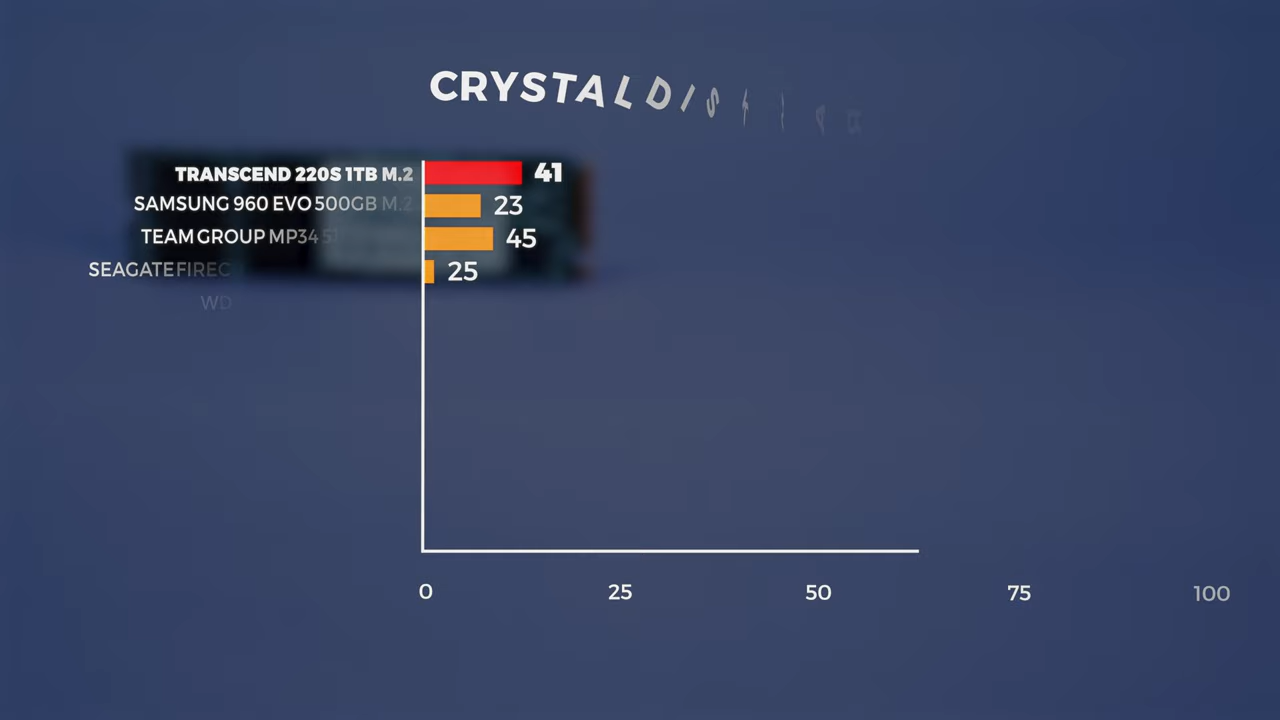 CRYSTALDIS
TRANSCEND 220S 1TB M.2 41
SAMSUNG 960 EVO 500GB M.2 23
TEAM GROUP MP34 45
SEAGATE FIREC 25
WD
0 25 50 75 100